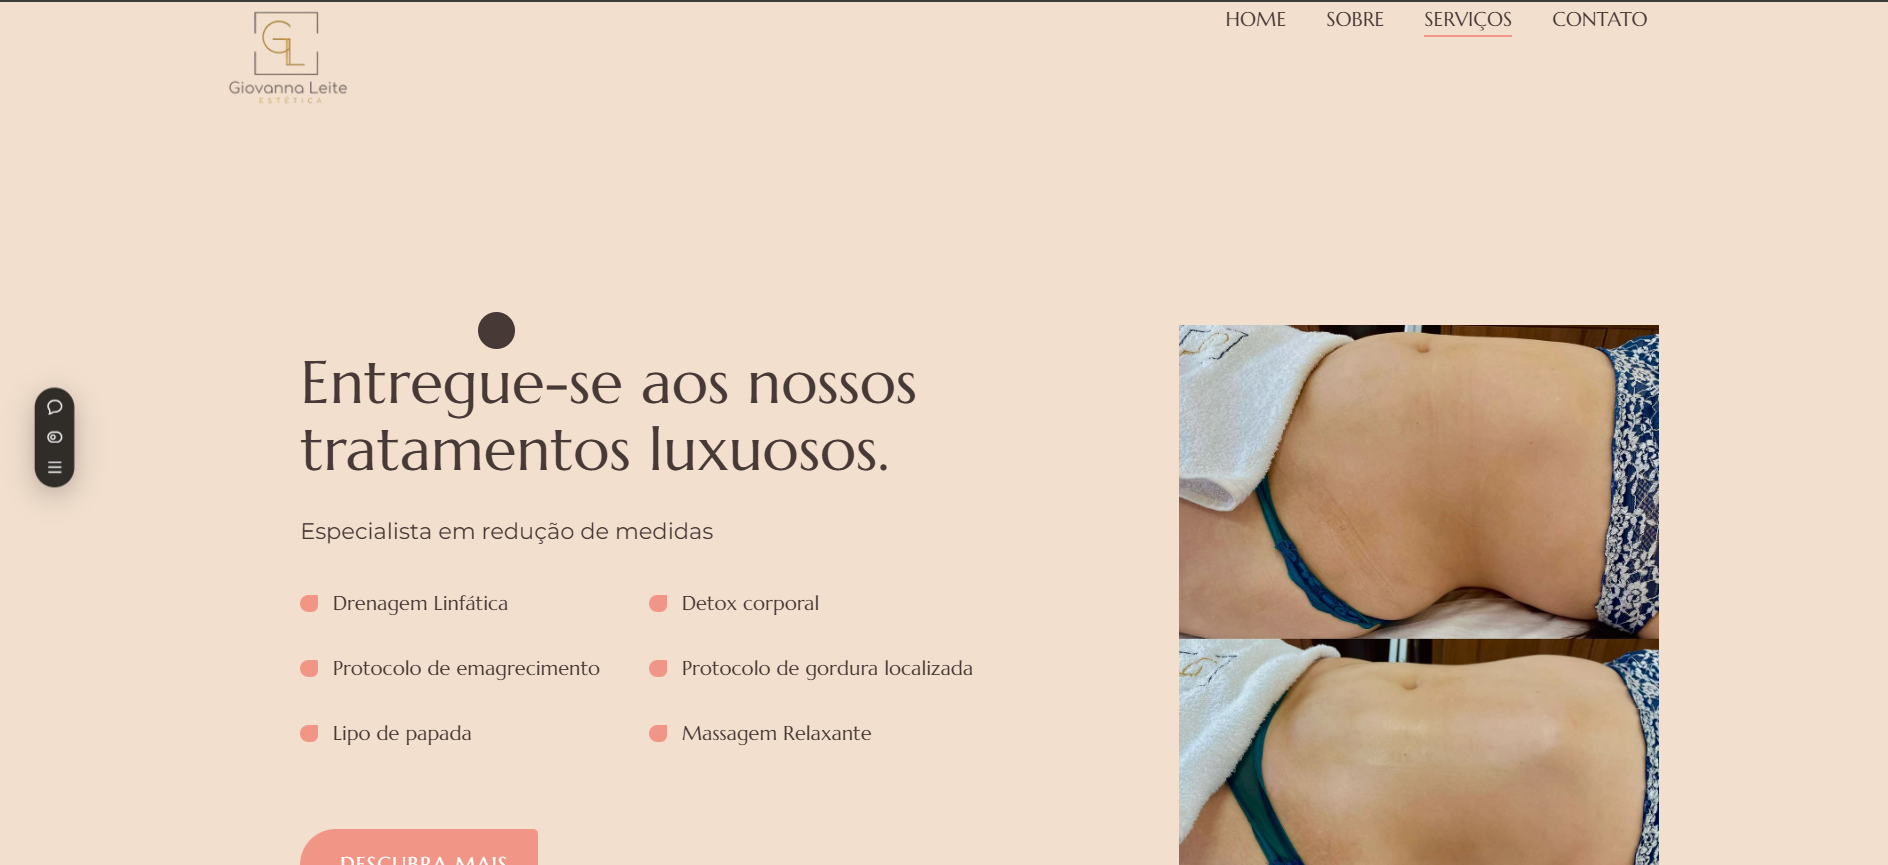 GL
Giovanna Leite
ESTÉTICA
HOME SOBRE SERVIÇOS CONTATO
Entregue-se aos nossos
tratamentos luxuosos.
Especialista em redução de medidas
Drenagem Linfática
Detox corporal
Protocolo de emagrecimento
Protocolo de gordura localizada
Lipo de papada
Massagem Relaxante
DESCUBRA MAIS